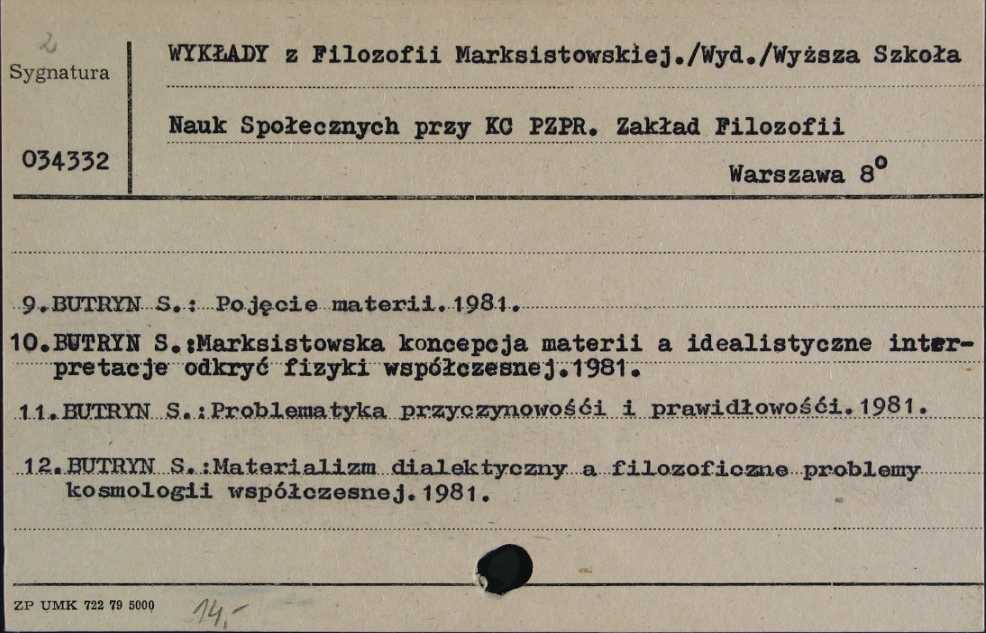 2
Sygnatura
034332
WYKŁADY z Filozofii Marksistowskiej./Wyd./Wyższa Szkoła
Nauk Społecznych przy KC PZPR. Zakład Filozofii
Warszawa 8°
9.BUTRYN S.: Pojęcie materii.1981.
10.BUTRYN S.:Marksistowska koncepcja materii a idealistyczne inter-
pretacje odkryć fizyki współczesnej.1981.
11.BUTRYN S.:Problematyka przyczynowośći i prawidłowośći.1981.
12.BUTRYN S.:Materializm dialektyczny a filozoficzne problemy
kosmologii współczesnej.1981.
ZP UMK 722 79 5000
14,-